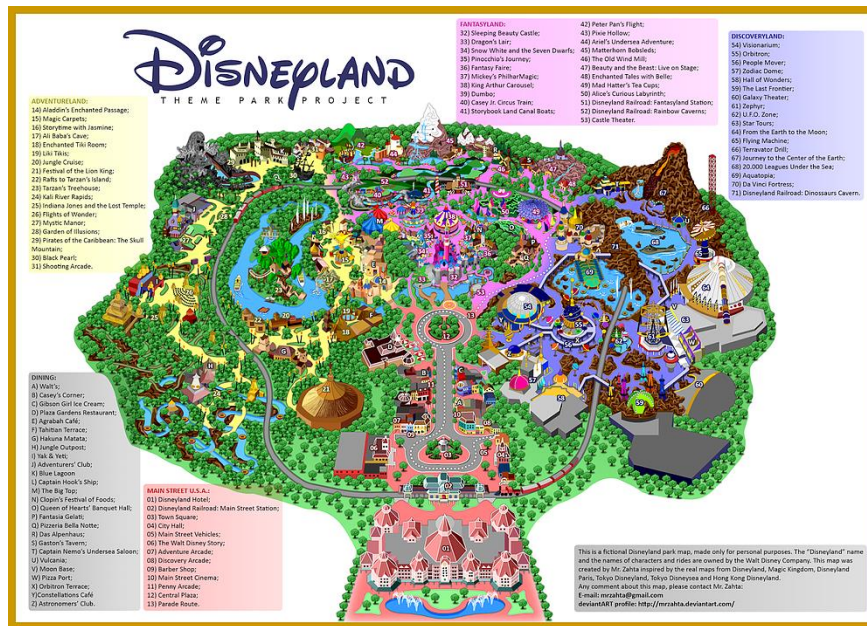 DISNEYLAND
THEME PARK PROJECT
ADVENTURELAND:
14) Aladdin's Enchanted Passage;
15) Magic Carpets;
16) Storytime with Jasmine;
17) Ali Baba's Cave;
18) Enchanted Tiki Room;
19) Liki Tikis;
20) Jungle Cruise;
21) Festival of the Lion King;
22) Rafts to Tarzan's Island;
23) Tarzan's Treehouse;
24) Kali River Rapids;
25) Indiana Jones and the Lost Temple;
26) Flights of Wonder;
27) Mystic Manor;
28) Garden of Illusions;
29) Pirates of the Caribbean: The Skull
Mountain;
30) Black Pearl;
31) Shooting Arcade.
FANTASYLAND:
32) Sleeping Beauty Castle;
33) Dragon's Lair;
34) Snow White and the Seven Dwarfs;
35) Pinocchio's Journey;
36) Fantasy Faire;
37) Mickey's PhilharMagic;
38) King Arthur Carousel;
39) Dumbo;
40) Casey Jr. Circus Train;
41) Storybook Land Canal Boats;
42) Peter Pan's Flight;
43) Pixie Hollow;
44) Ariel's Undersea Adventure;
45) Matterhorn Bobsleds;
46) The Old Wind Mill;
47) Beauty and the Beast: Live on Stage;
48) Enchanted Tales with Belle;
49) Mad Hatter's Tea Cups;
50) Alice's Curious Labyrinth;
51) Disneyland Railroad: Fantasyland Station;
52) Disneyland Railroad: Rainbow Caverns;
53) Castle Theater.
DISCOVERYLAND:
54) Visionarium;
55) Orbitron;
56) People Mover;
57) Zodiac Dome;
58) Hall of Wonders;
59) The Last Frontier;
60) Galaxy Theater;
61) Zephyr;
62) U.F.O. Zone;
63) Star Tours;
64) From the Earth to the Moon;
65) Flying Machine;
66) Terravator Drill;
67) Journey to the Center of the Earth;
68) 20.000 Leagues Under the Sea;
69) Aquatopia;
70) Da Vinci Fortress;
71) Disneyland Railroad: Dinossaurs Cavern.
DINING:
A) Walt's;
B) Casey's Corner;
C) Gibson Girl Ice Cream;
D) Plaza Gardens Restaurant;
E) Agrabah Café;
F) Tahitian Terrace;
G) Hakuna Matata;
H) Jungle Outpost;
I) Yak & Yeti;
J) Adventurers' Club;
K) Blue Lagoon
L) Captain Hook's Ship;
M) The Big Top;
N) Clopin's Festival of Foods;
O) Queen of Hearts' Banquet Hall;
P) Fantasia Gelati;
Q) Pizzeria Bella Notte;
R) Das Alpenhaus;
S) Gaston's Tavern;
T) Captain Nemo's Undersea Saloon;
U) Vulcania;
V) Moon Base;
W) Pizza Port;
X) Orbitron Terrace;
Y) Constellations Café
Z) Astronomers' Club.
MAIN STREET U.S.A.:
01) Disneyland Hotel;
02) Disneyland Railroad: Main Street Station;
03) Town Square;
04) City Hall;
05) Main Street Vehicles;
06) The Walt Disney Story;
07) Adventure Arcade;
08) Discovery Arcade;
09) Barber Shop;
10) Main Street Cinema;
11) Penny Arcade;
12) Central Plaza;
13) Parade Route.
This is a fictional Disneyland park map, made only for personal purposes. The "Disneyland" name
and the names of characters and rides are owned by the Walt Disney Company. This map was
created by Mr. Zahta inspired by the real maps from Disneyland, Magic Kingdom, Disneyland
Paris, Tokyo Disneyland, Tokyo Disneysea and Hong Kong Disneyland.
Any comment about this map, please contact Mr. Zahta:
E-mail: mrzahta@gmail.com
deviantART profile: http://mrzahta.deviantart.com/